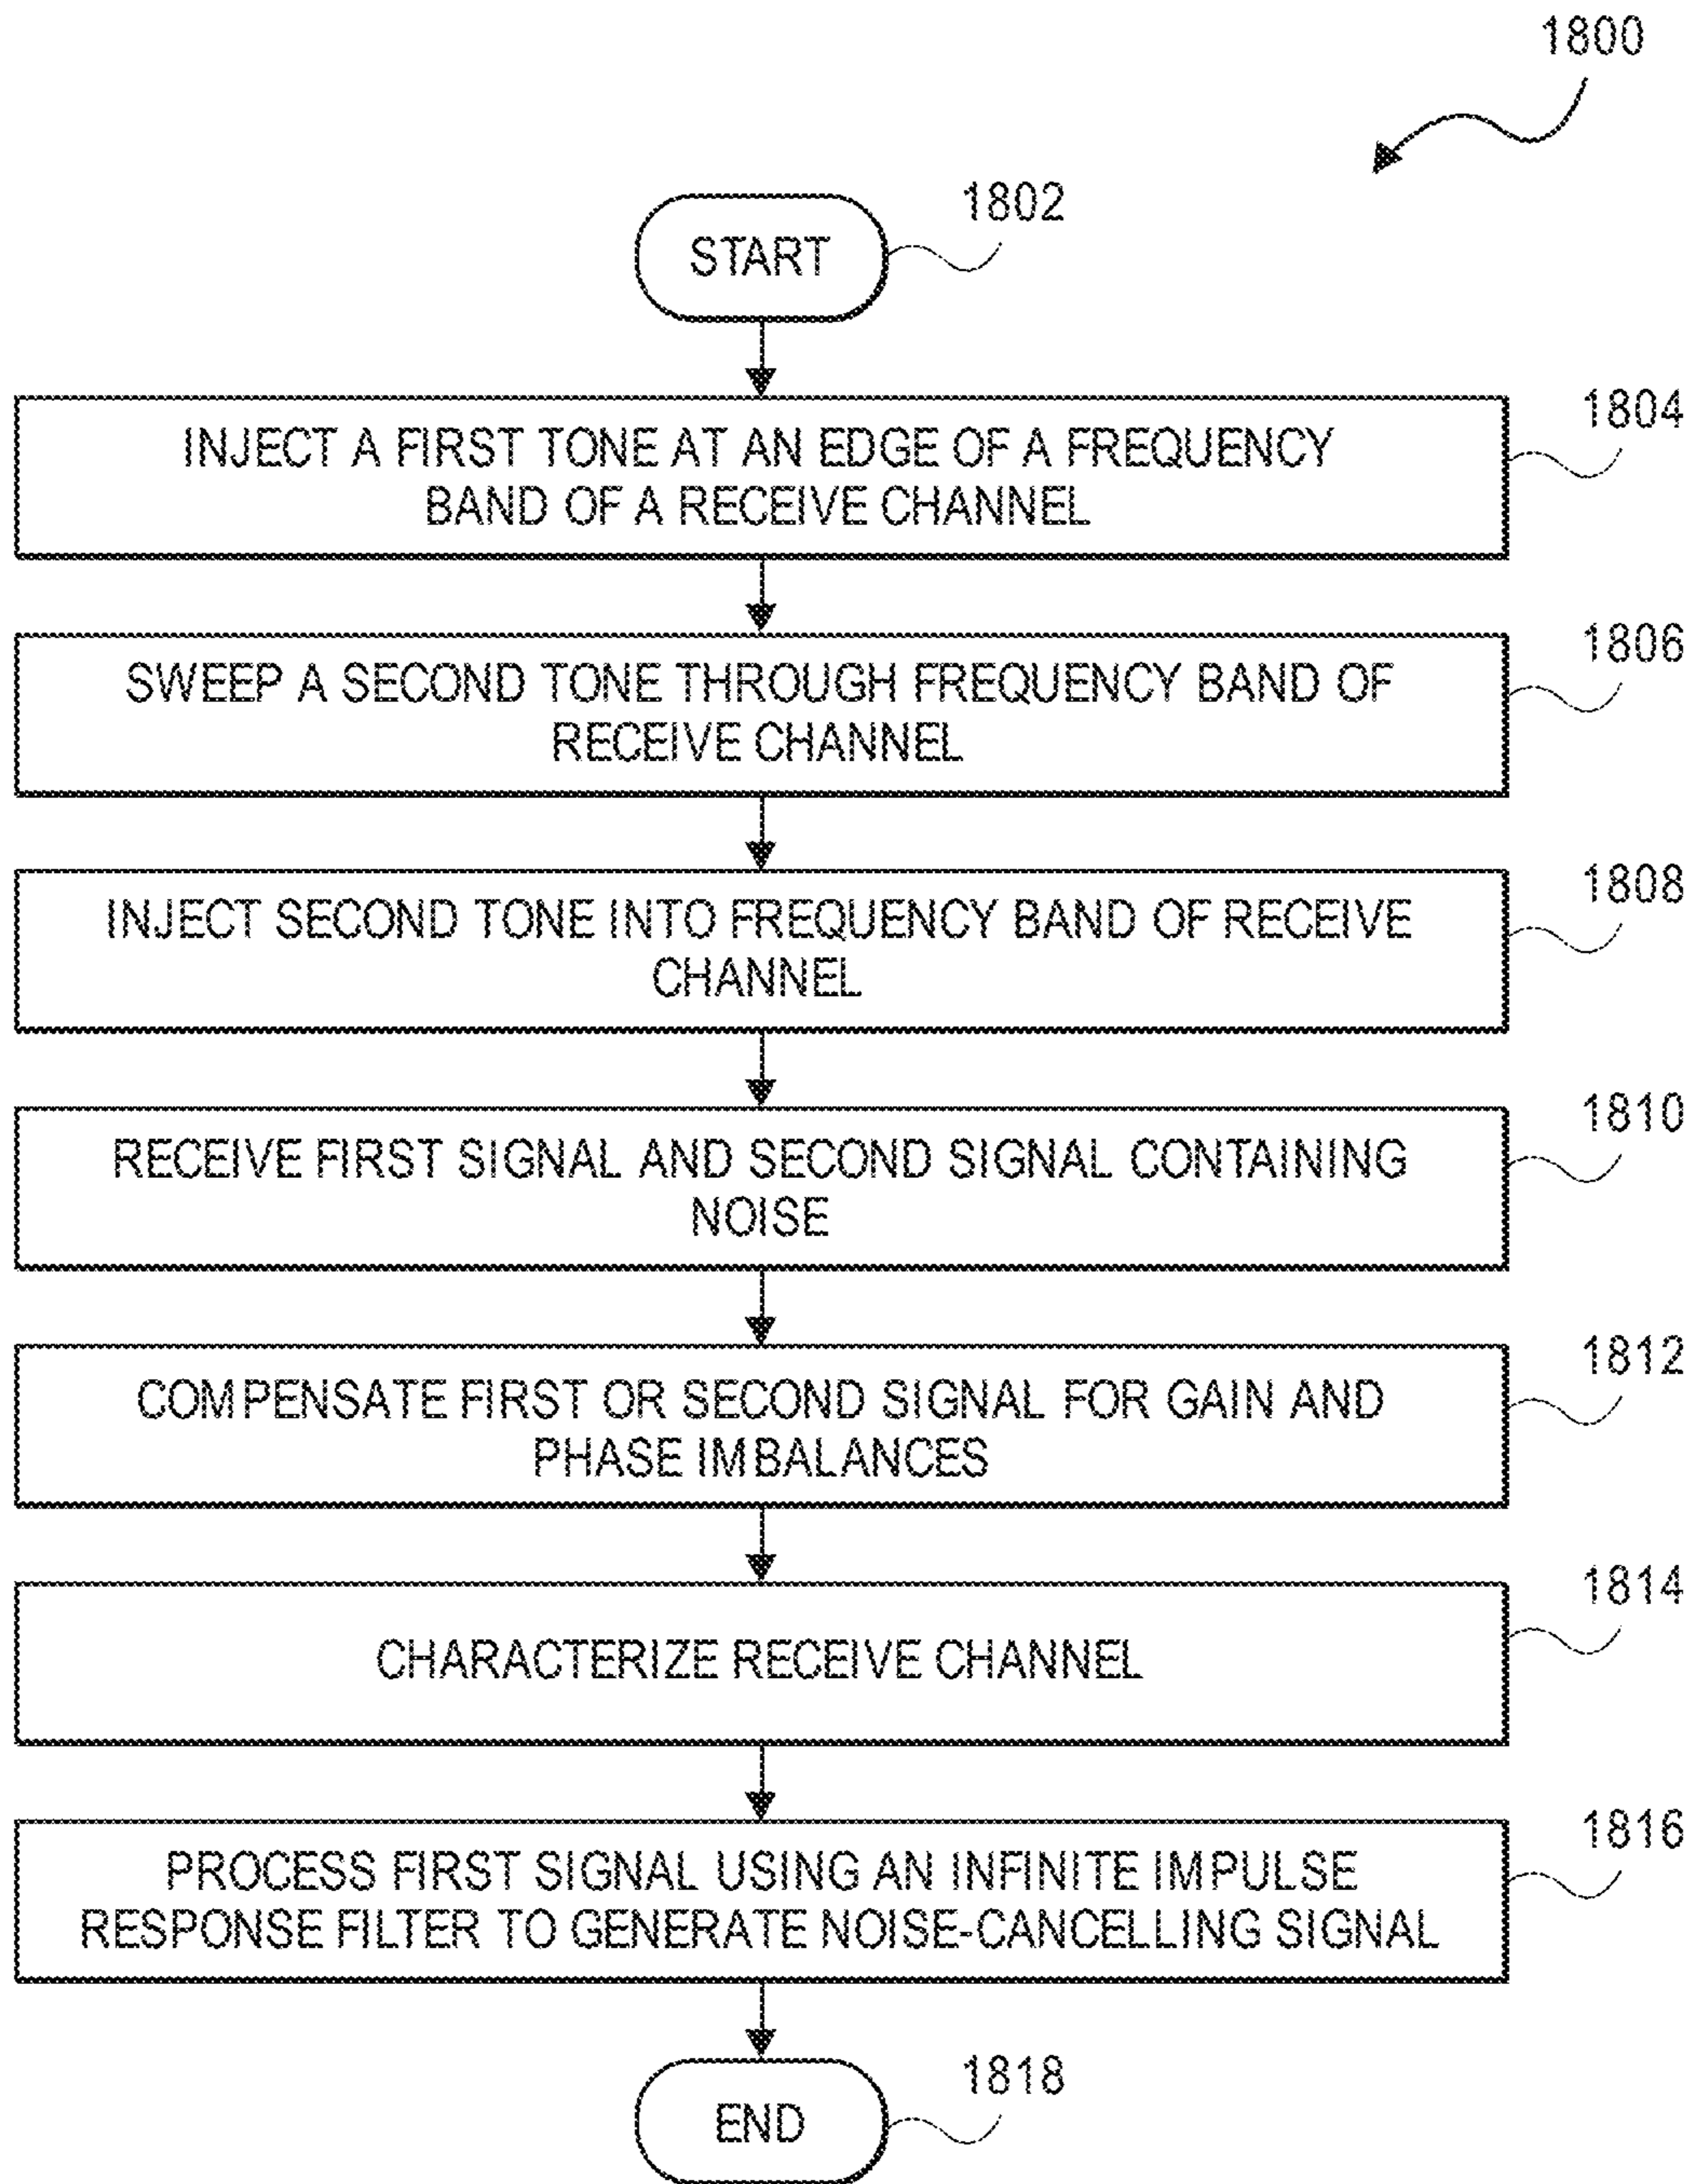 1800
1802
START
1804
INJECT A FIRST TONE AT AN EDGE OF A FREQUENCY
BAND OF A RECEIVE CHANNEL
1806
SWEEP A SECOND TONE THROUGH FREQUENCY BAND OF
RECEIVE CHANNEL
1808
INJECT SECOND TONE INTO FREQUENCY BAND OF RECEIVE
CHANNEL
1810
RECEIVE FIRST SIGNAL AND SECOND SIGNAL CONTAINING
NOISE
1812
COMPENSATE FIRST OR SECOND SIGNAL FOR GAIN AND
PHASE IMBALANCES
1814
CHARACTERIZE RECEIVE CHANNEL
1816
PROCESS FIRST SIGNAL USING AN INFINITE IMPULSE
RESPONSE FILTER TO GENERATE NOISE-CANCELLING SIGNAL
1818
END